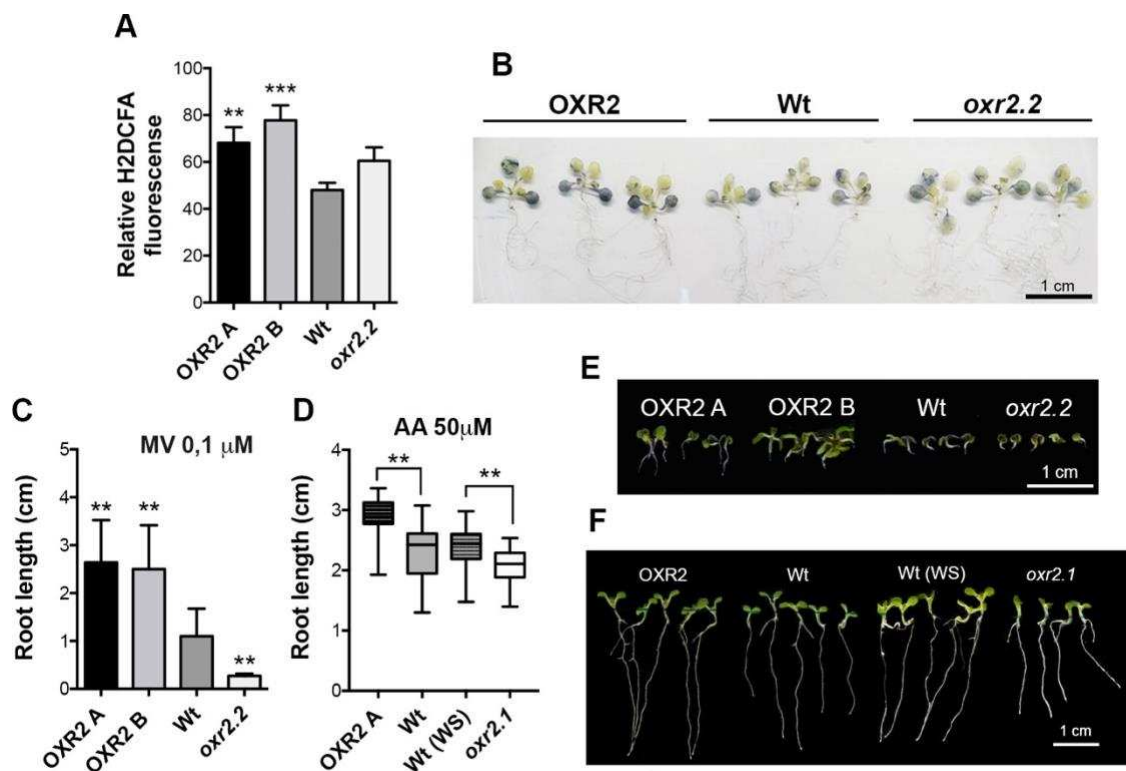 A
Relative H2DCFA
fluorescense
100
80
60
40
20
0
** ***
OXR2 A
OXR2 B
Wt
oxr2.2
B
OXR2 Wt oxr2.2
1 cm
C
MV 0,1 μM
Root length (cm)
5
4
3
2
1
0
** ** **
OXR2 A
OXR2 B
Wt
oxr2.2
D
AA 50μM
Root length (cm)
4
3
2
1
0
** **
OXR2 A
Wt
Wt (WS)
oxr2.1
E
OXR2 A OXR2 B Wt oxr2.2
1 cm
F
OXR2 Wt Wt (WS) oxr2.1
1 cm